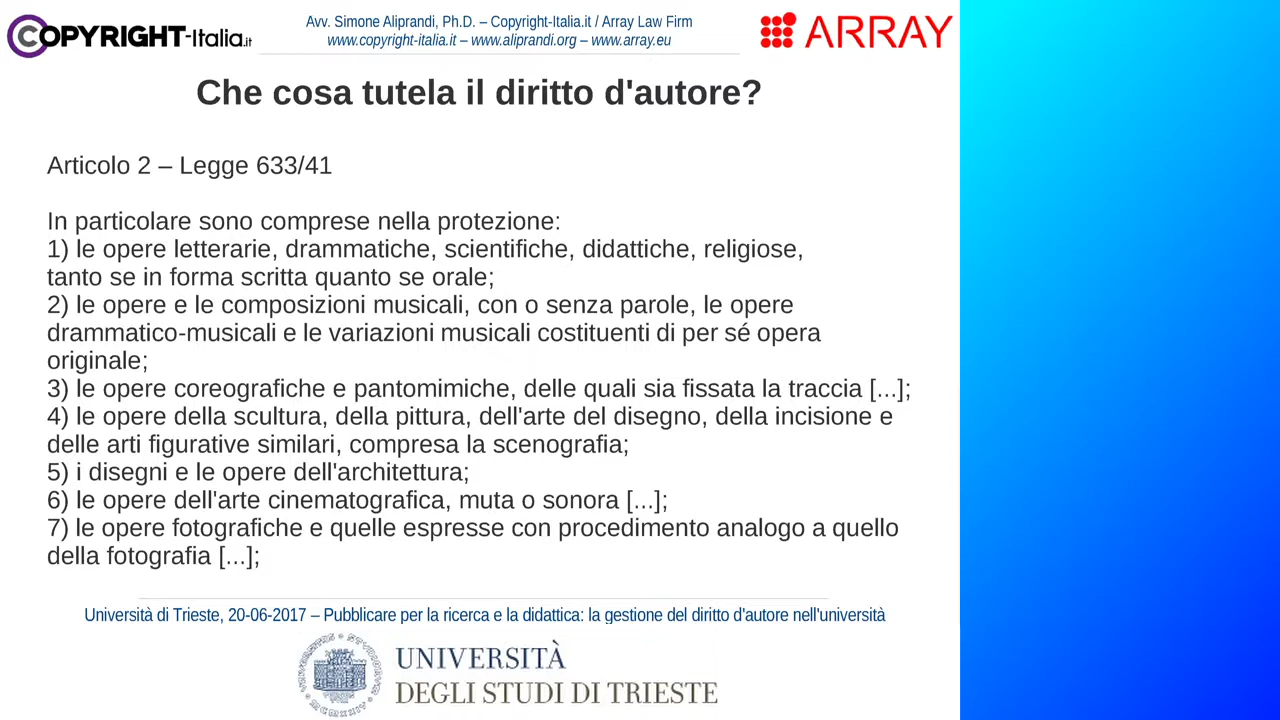 COPYRIGHT-Italia.it
Avv. Simone Aliprandi, Ph.D. – Copyright-Italia.it / Array Law Firm
www.copyright-italia.it – www.aliprandi.org – www.array.eu
ARRAY
Che cosa tutela il diritto d'autore?
Articolo 2 – Legge 633/41
In particolare sono comprese nella protezione:
1) le opere letterarie, drammatiche, scientifiche, didattiche, religiose,
tanto se in forma scritta quanto se orale;
2) le opere e le composizioni musicali, con o senza parole, le opere
drammatico-musicali e le variazioni musicali costituenti di per sé opera
originale;
3) le opere coreografiche e pantomimiche, delle quali sia fissata la traccia [...];
4) le opere della scultura, della pittura, dell'arte del disegno, della incisione e
delle arti figurative similari, compresa la scenografia;
5) i disegni e le opere dell'architettura;
6) le opere dell'arte cinematografica, muta o sonora [...];
7) le opere fotografiche e quelle espresse con procedimento analogo a quello
della fotografia [...];
Università di Trieste, 20-06-2017 – Pubblicare per la ricerca e la didattica: la gestione del diritto d'autore nell'università
UNIVERSITÀ
DEGLI STUDI DI TRIESTE